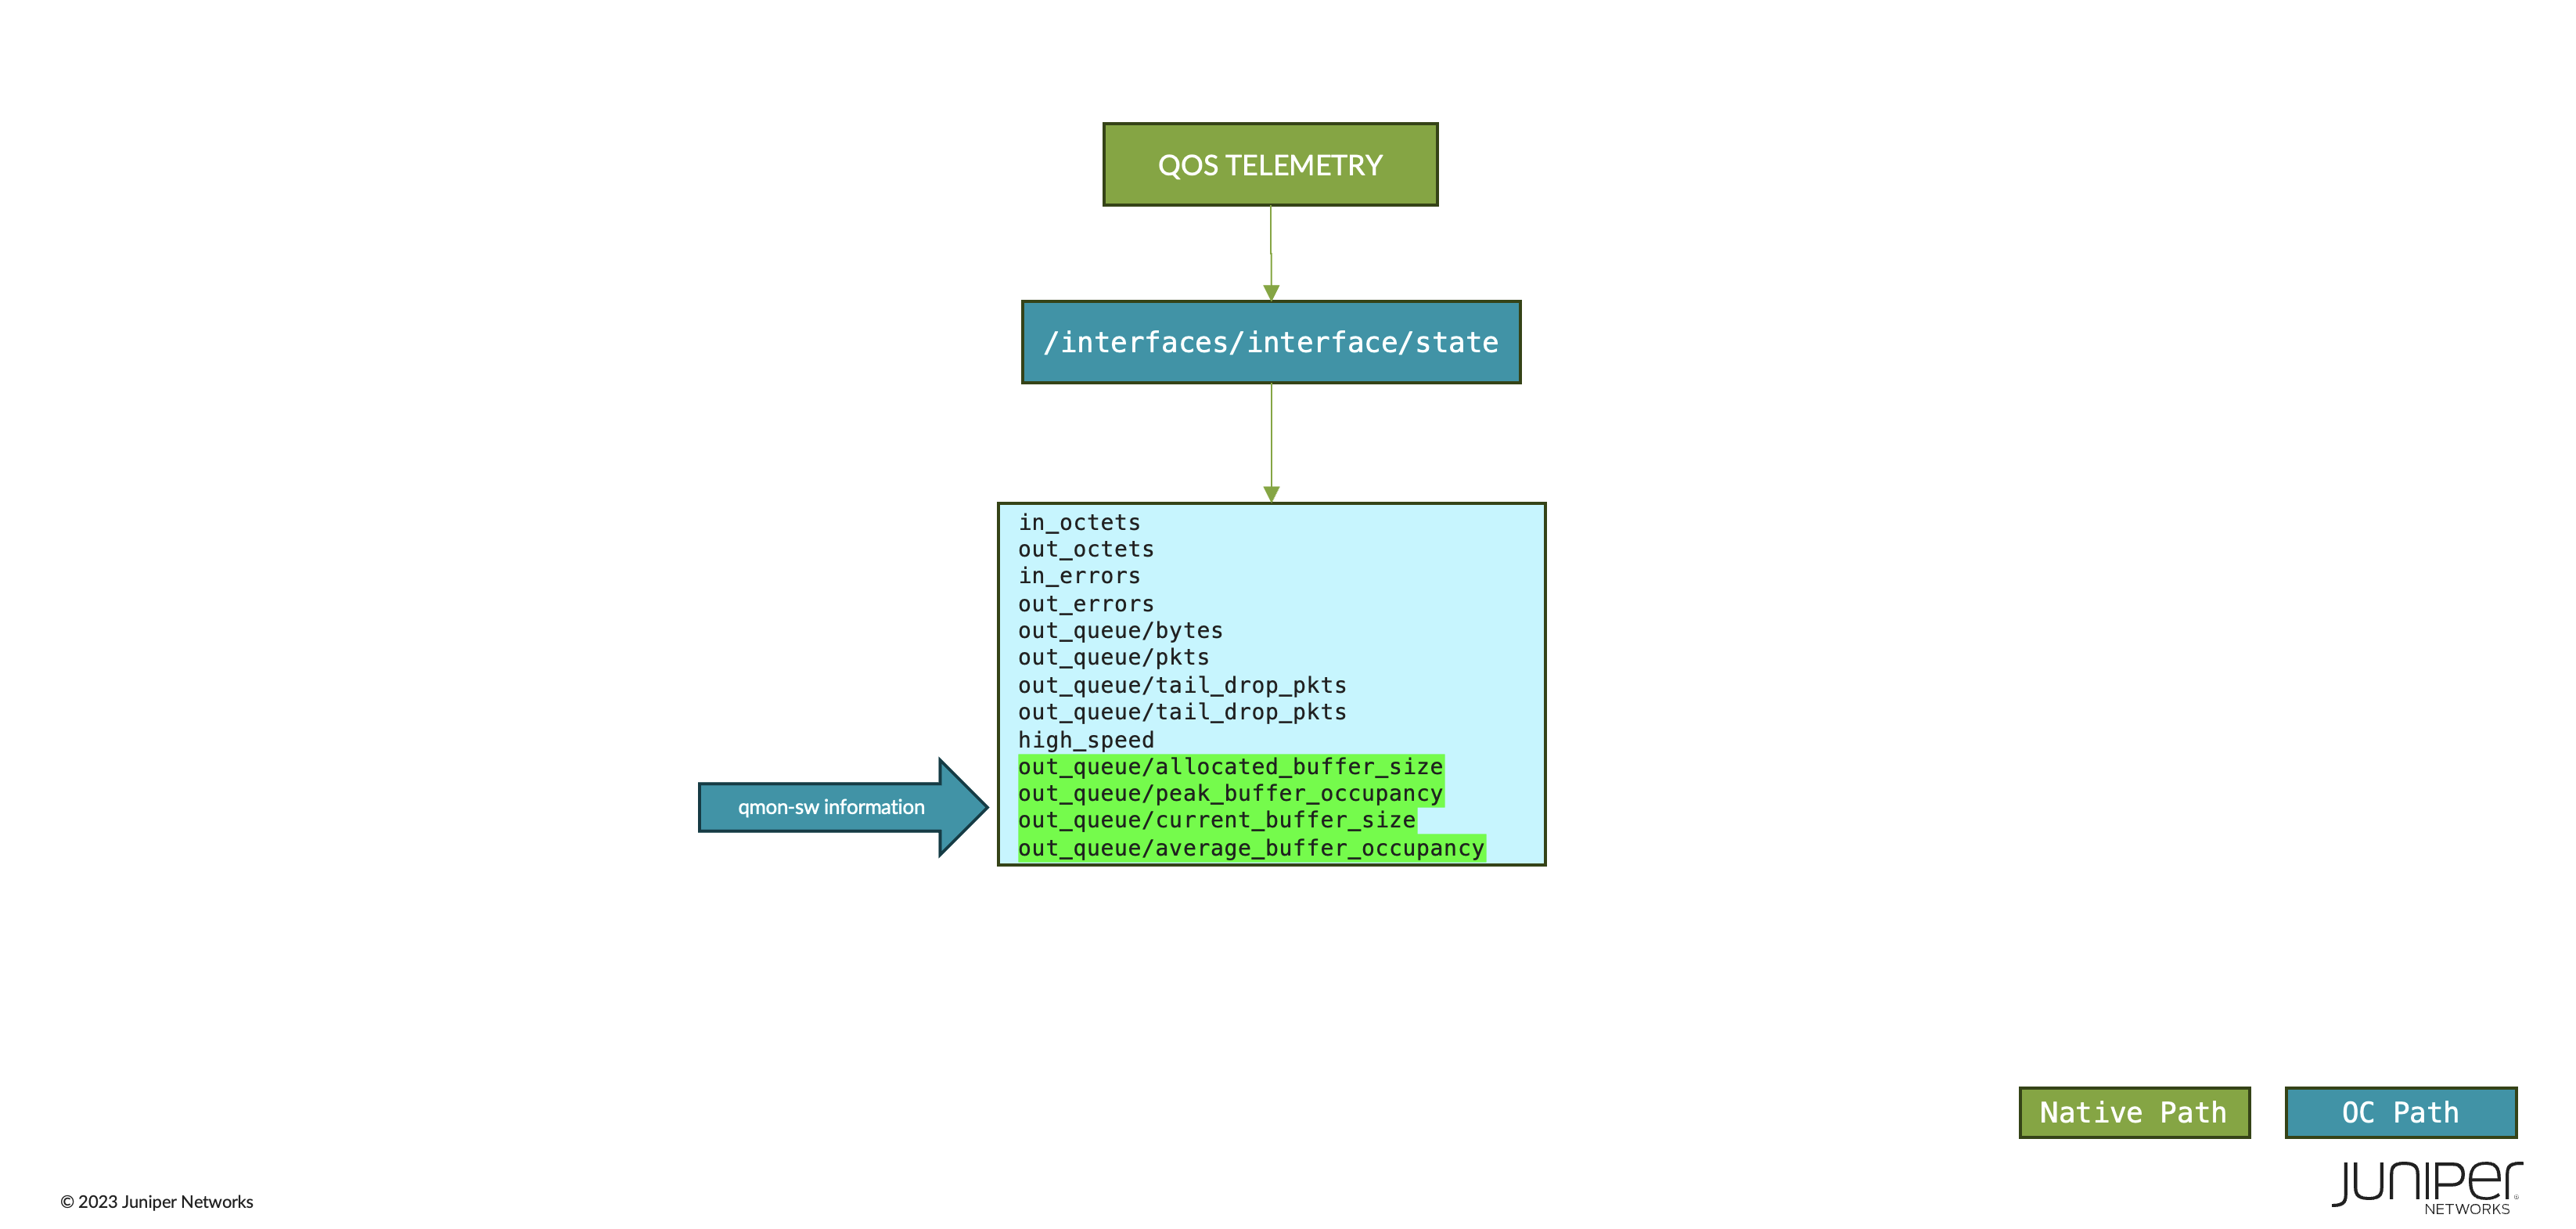 QOS TELEMETRY
/interfaces/interface/state
in_octets
out_octets
in_errors
out_errors
out_queue/bytes
out_queue/pkts
out_queue/tail_drop_pkts
out_queue/tail_drop_pkts
high_speed
out_queue/allocated_buffer_size
out_queue/peak_buffer_occupancy
out_queue/current_buffer_size
out_queue/average_buffer_occupancy
qmon-sw information
Native Path
OC Path
© 2023 Juniper Networks
JUNIPEr
NETWORKS